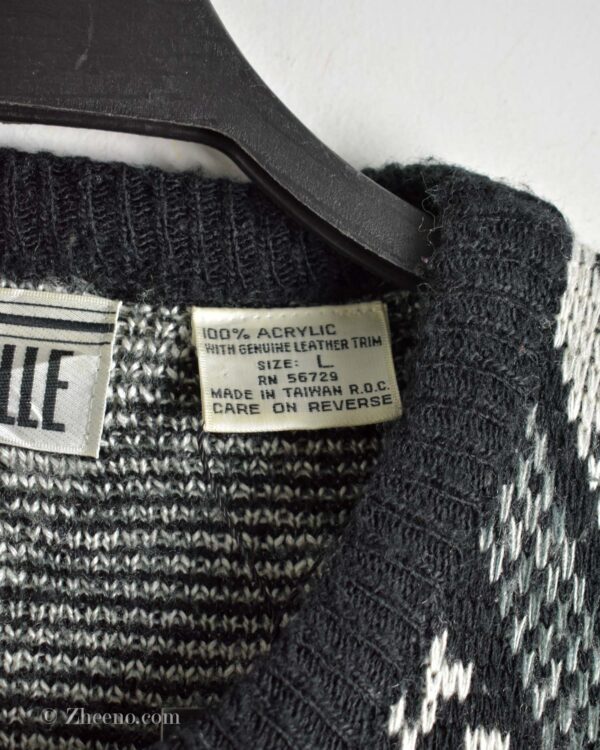 LLE
100% ACRYLIC
WITH GENUINE LEATHER TRIM
SIZE: L
RN 56729
MADE IN TAIWAN R.O.C.
CARE ON REVERSE
© Zheeno.com